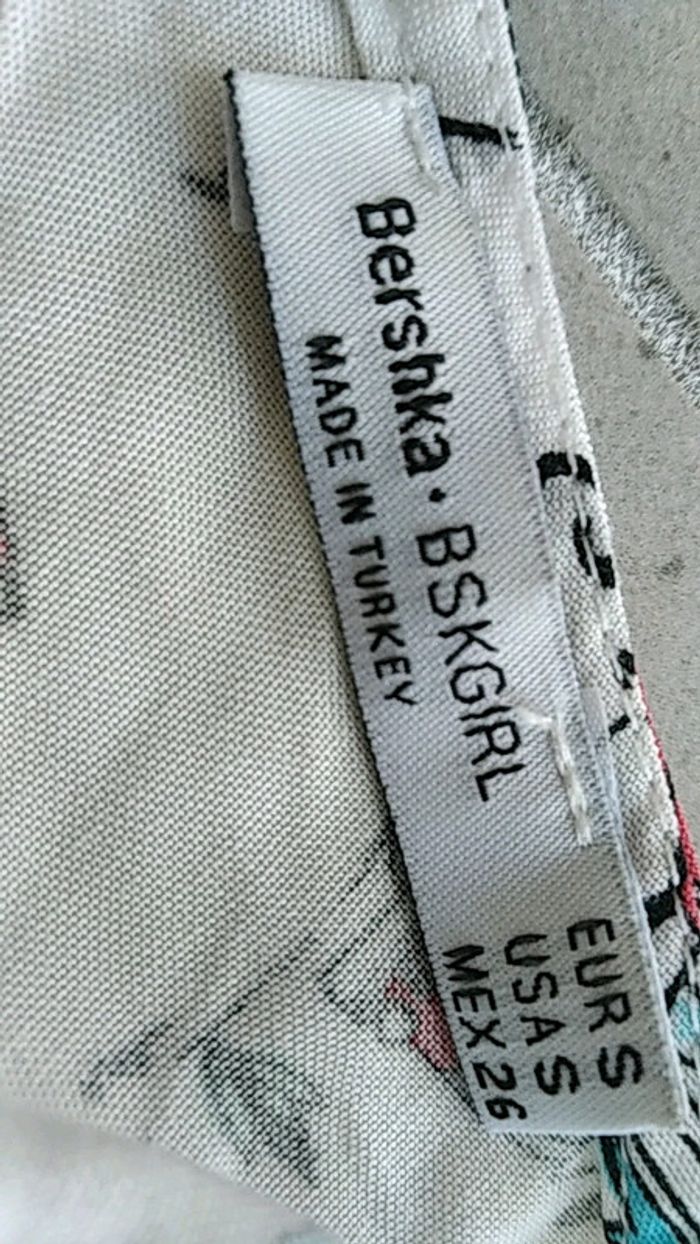 Bershka · BSKGIRL
MADE IN TURKEY
EUR S
USA S
MEX 26